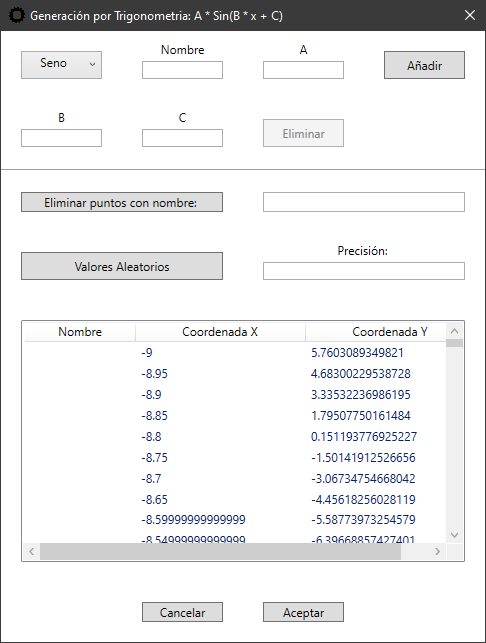 Generación por Trigonometria: A * Sin(B * x + C)
Seno
Nombre
A
Añadir
B
C
Eliminar
Eliminar puntos con nombre:
Valores Aleatorios
Precisión:
Nombre Coordenada X Coordenada Y
-9 5.7603089349821
-8.95 4.68300229538728
-8.9 3.33532236986195
-8.85 1.79507750161484
-8.8 0.151193776925227
-8.75 -1.50141912526656
-8.7 -3.06734754668042
-8.65 -4.45618256028119
-8.59999999999999 -5.58773973254579
-8.54999999999999 -6.39668857427401
Cancelar
Aceptar